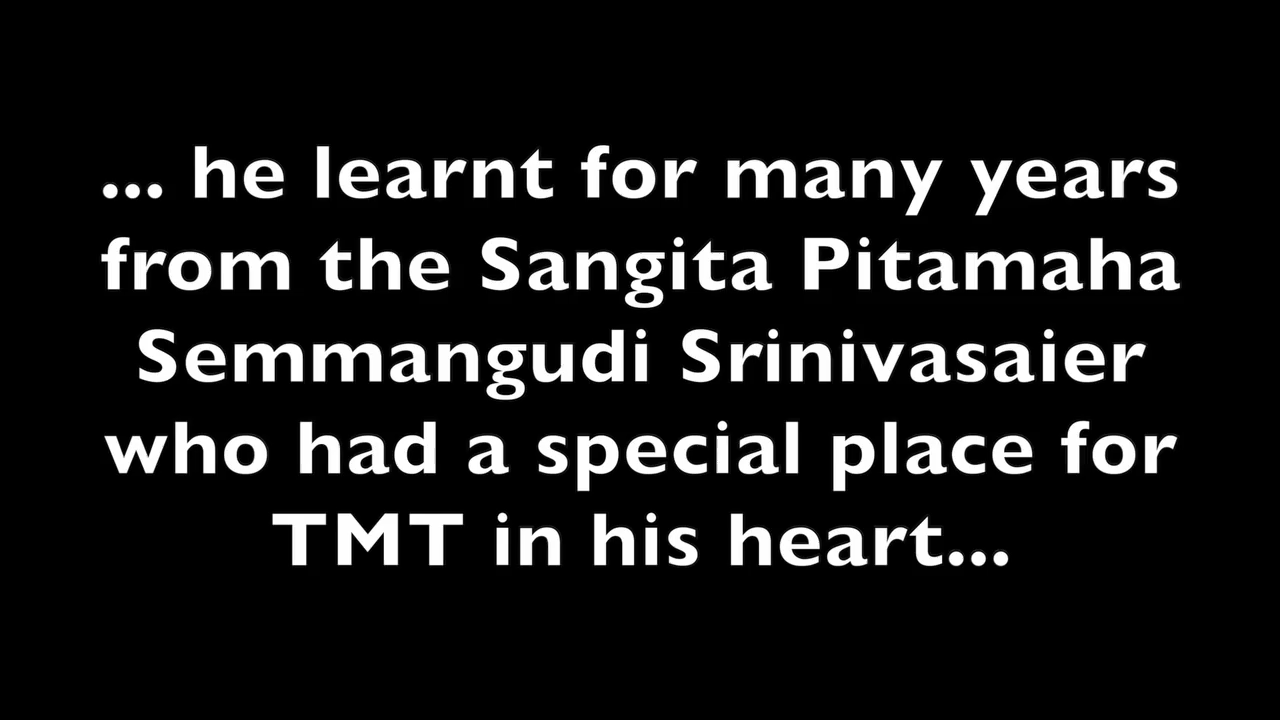 ... he learnt for many years
from the Sangita Pitamaha
Semmangudi Srinivasaier
who had a special place for
TMT in his heart...